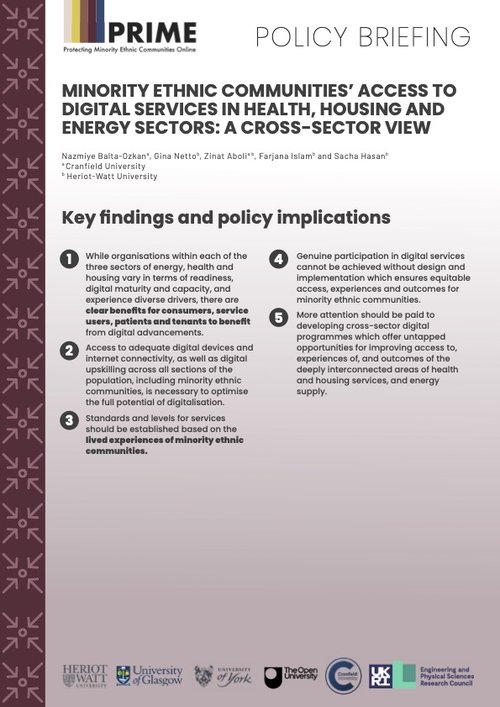 PRIME
Protecting Minority Ethnic Communities Online
POLICY BRIEFING
MINORITY ETHNIC COMMUNITIES’ ACCESS TO
DIGITAL SERVICES IN HEALTH, HOUSING AND
ENERGY SECTORS: A CROSS-SECTOR VIEW
Nazmiye Balta-Ozkanᵃ, Gina Nettoᵇ, Zinat Aboliᵃᵇ, Farjana Islamᵇ and Sacha Hasanᵇ
ᵃ Cranfield University
ᵇ Heriot-Watt University
Key findings and policy implications
1 While organisations within each of the
three sectors of energy, health and
housing vary in terms of readiness,
digital maturity and capacity, and
experience diverse drivers, there are
clear benefits for consumers, service
users, patients and tenants to benefit
from digital advancements.
2 Access to adequate digital devices and
internet connectivity, as well as digital
upskilling across all sections of the
population, including minority ethnic
communities, is necessary to optimise
the full potential of digitalisation.
3 Standards and levels for services
should be established based on the
lived experiences of minority ethnic
communities.
4 Genuine participation in digital services
cannot be achieved without design and
implementation which ensures equitable
access, experiences and outcomes for
minority ethnic communities.
5 More attention should be paid to
developing cross-sector digital
programmes which offer untapped
opportunities for improving access to,
experiences of, and outcomes of the
deeply interconnected areas of health
and housing services, and energy
supply.
HERIOT
WATT
UNIVERSITY
University
of Glasgow
UNIVERSITY
of York
The Open
University
Cranfield
University
UK
RI
Engineering and
Physical Sciences
Research Council